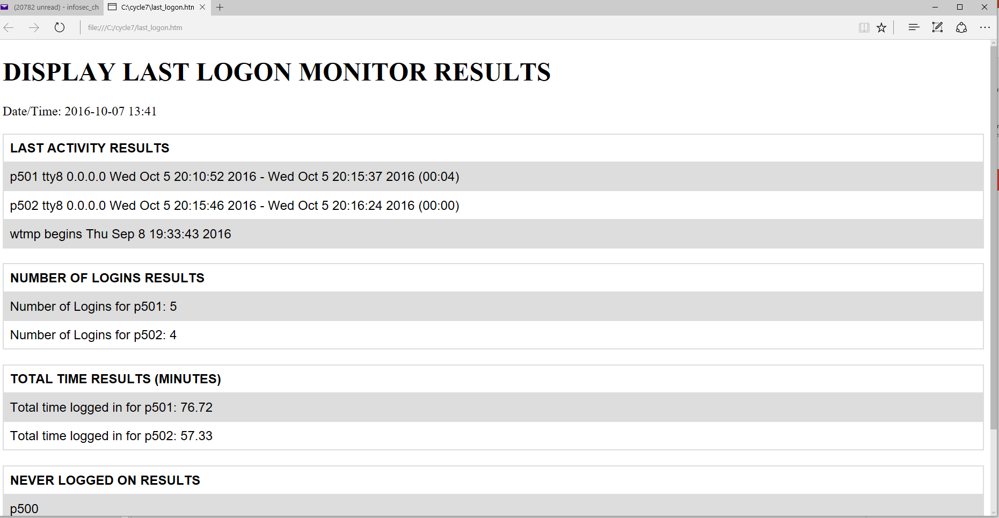 (20782 unread) - infosec_ch
C:\cycle7\last_logon.htn
file:///C:/cycle7/last_logon.htm
DISPLAY LAST LOGON MONITOR RESULTS
Date/Time: 2016-10-07 13:41
LAST ACTIVITY RESULTS
p501 tty8 0.0.0.0 Wed Oct 5 20:10:52 2016 - Wed Oct 5 20:15:37 2016 (00:04)
p502 tty8 0.0.0.0 Wed Oct 5 20:15:46 2016 - Wed Oct 5 20:16:24 2016 (00:00)
wtmp begins Thu Sep 8 19:33:43 2016
NUMBER OF LOGINS RESULTS
Number of Logins for p501: 5
Number of Logins for p502: 4
TOTAL TIME RESULTS (MINUTES)
Total time logged in for p501: 76.72
Total time logged in for p502: 57.33
NEVER LOGGED ON RESULTS
p500